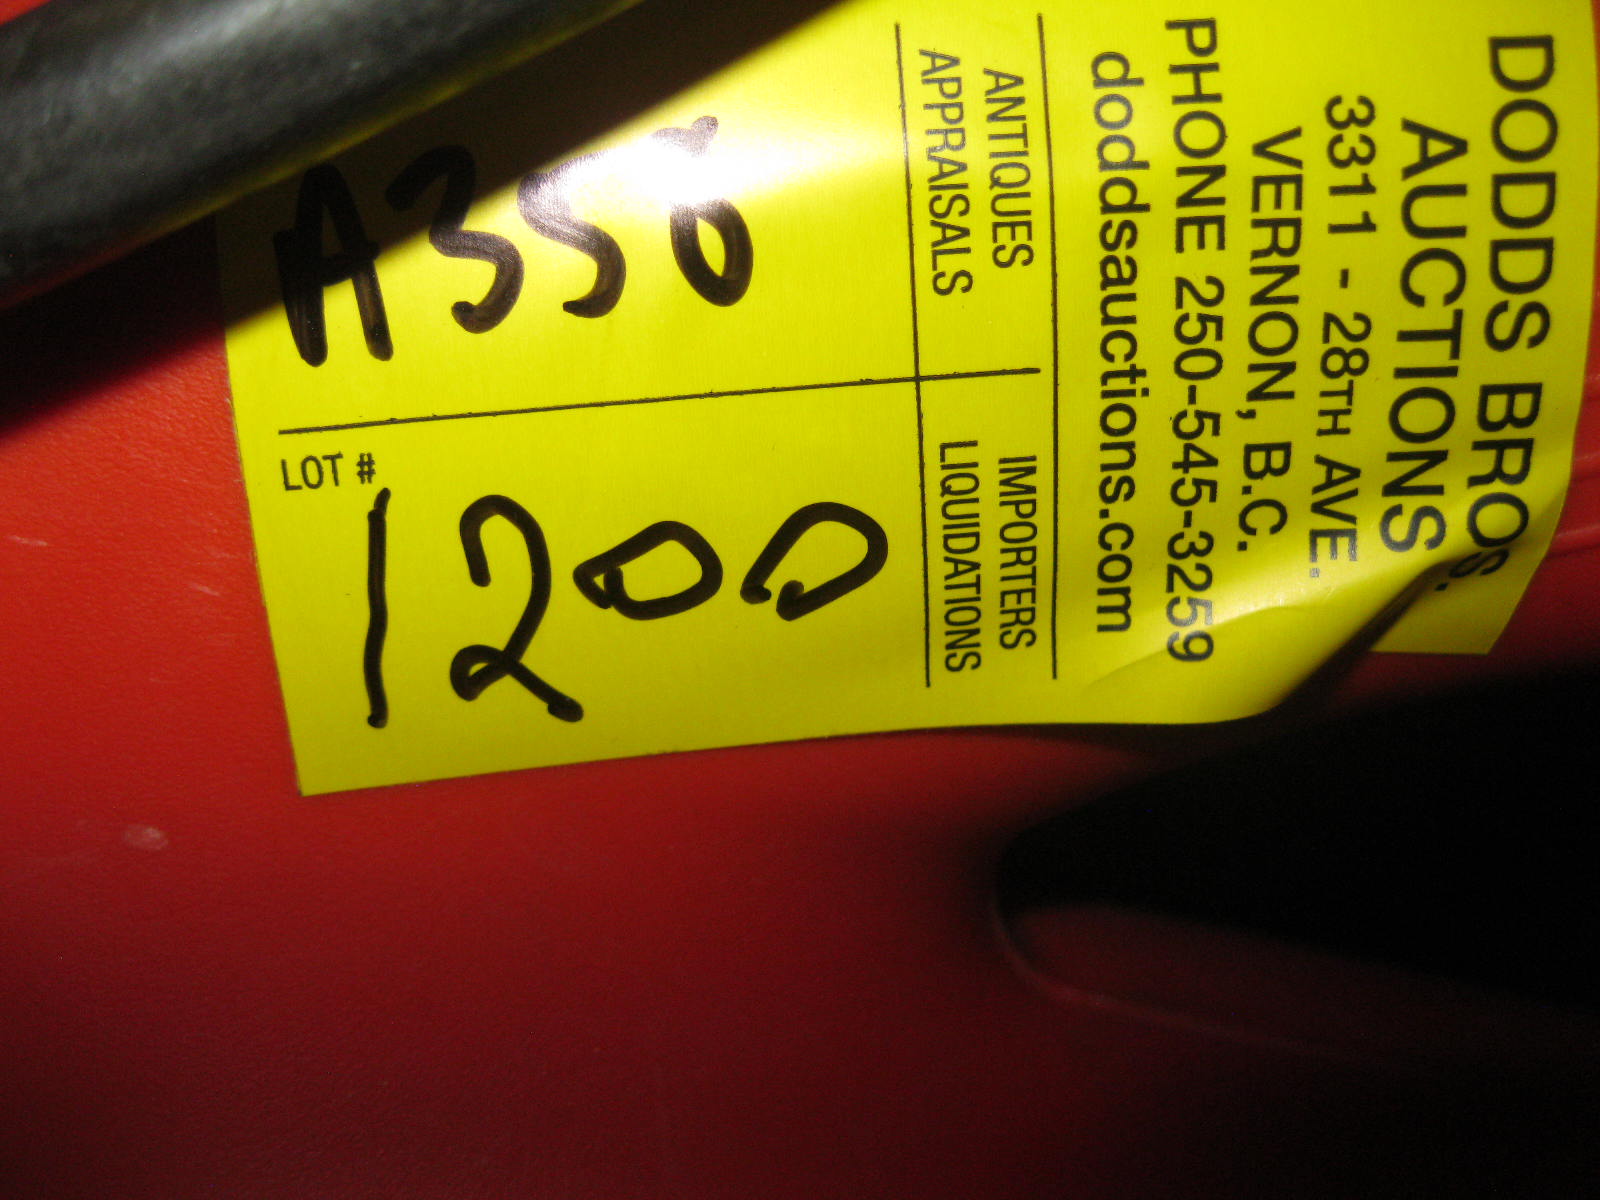 DODDS BROS.
AUCTIONS
3311 - 28TH AVE.
VERNON, B.C.
PHONE 250-545-3259
doddsauctions.com
ANTIQUES
APPRAISALS
IMPORTERS
LIQUIDATIONS
LOT #
1200